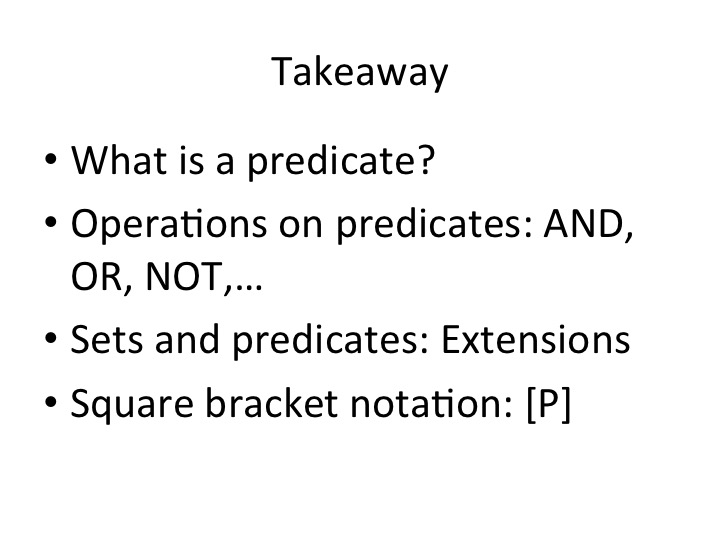 Takeaway
• What is a predicate?
• Operations on predicates: AND,
OR, NOT,…
• Sets and predicates: Extensions
• Square bracket notation: [P]